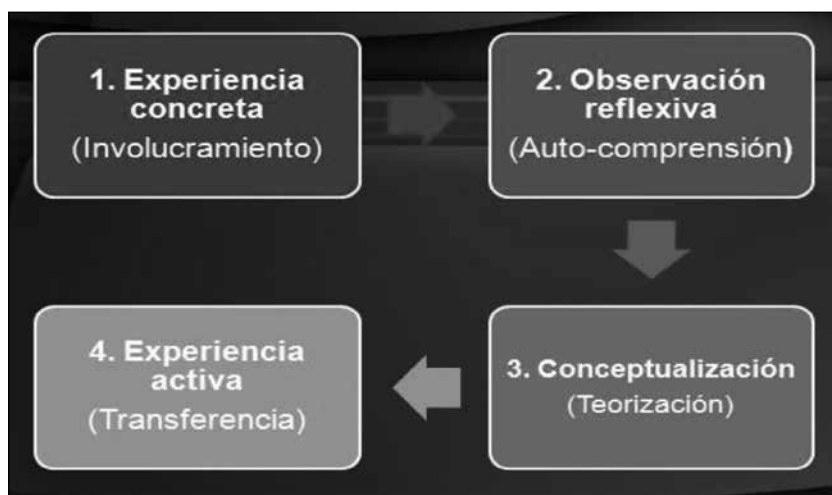 1. Experiencia
concreta
(Involucramiento)
2. Observación
reflexiva
(Auto-comprensión)
3. Conceptualización
(Teorización)
4. Experiencia
activa
(Transferencia)